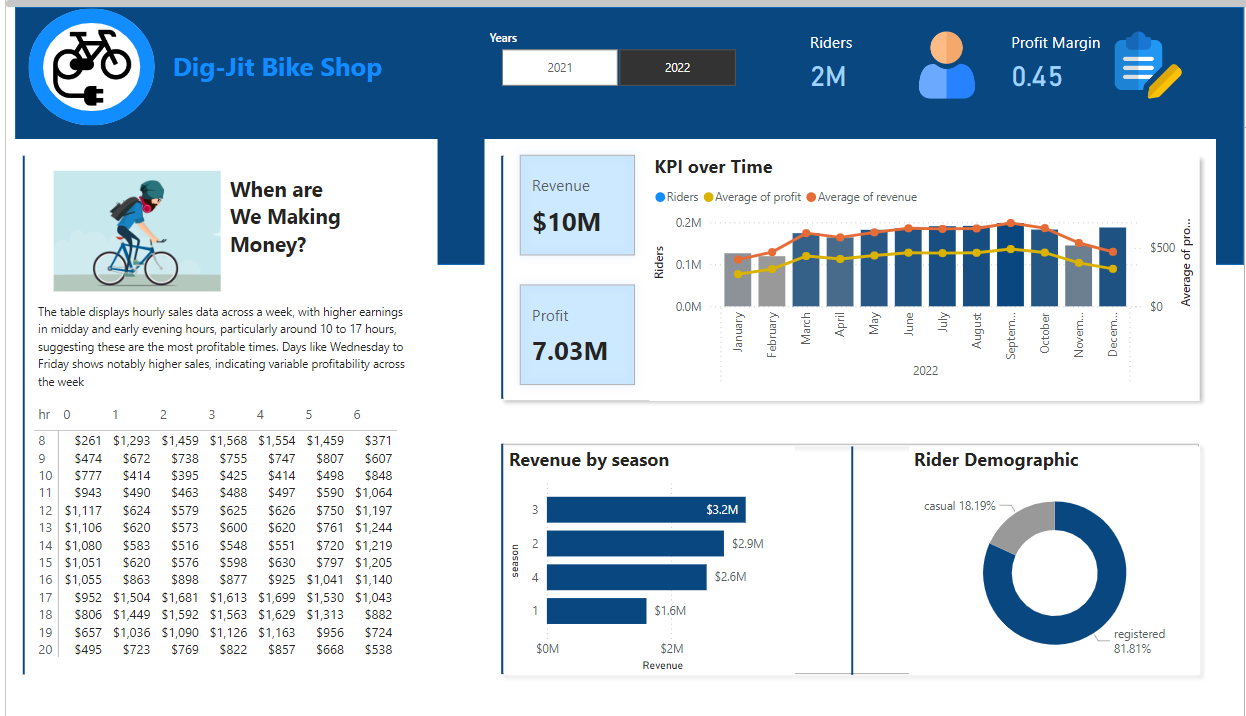 Dig-Jit Bike Shop
Years
2021 2022
Riders
2M
Profit Margin
0.45
When are
We Making
Money?
The table displays hourly sales data across a week, with higher earnings
in midday and early evening hours, particularly around 10 to 17 hours,
suggesting these are the most profitable times. Days like Wednesday to
Friday shows notably higher sales, indicating variable profitability across
the week
hr 0 1 2 3 4 5 6
8 $261 $1,293 $1,459 $1,568 $1,554 $1,459 $371
9 $474 $672 $738 $755 $747 $807 $607
10 $777 $414 $395 $425 $414 $498 $848
11 $943 $490 $463 $488 $497 $590 $1,064
12 $1,117 $624 $579 $625 $626 $750 $1,197
13 $1,106 $620 $573 $600 $620 $761 $1,244
14 $1,080 $583 $516 $548 $551 $720 $1,219
15 $1,051 $620 $576 $598 $630 $797 $1,205
16 $1,055 $863 $898 $877 $925 $1,041 $1,140
17 $952 $1,504 $1,681 $1,613 $1,699 $1,530 $1,043
18 $806 $1,449 $1,592 $1,563 $1,629 $1,313 $882
19 $657 $1,036 $1,090 $1,126 $1,163 $956 $724
20 $495 $723 $769 $822 $857 $668 $538
Revenue
$10M
Profit
7.03M
KPI over Time
Riders Average of profit Average of revenue
Riders
0.2M
0.1M
0.0M
$500
$0
Average of pro...
January
February
March
April
May
June
July
August
Septem...
October
Novem...
Decem...
2022
Revenue by season
season
3 $3.2M
2 $2.9M
4 $2.6M
1 $1.6M
$0M $2M
Revenue
Rider Demographic
casual 18.19%
registered
81.81%